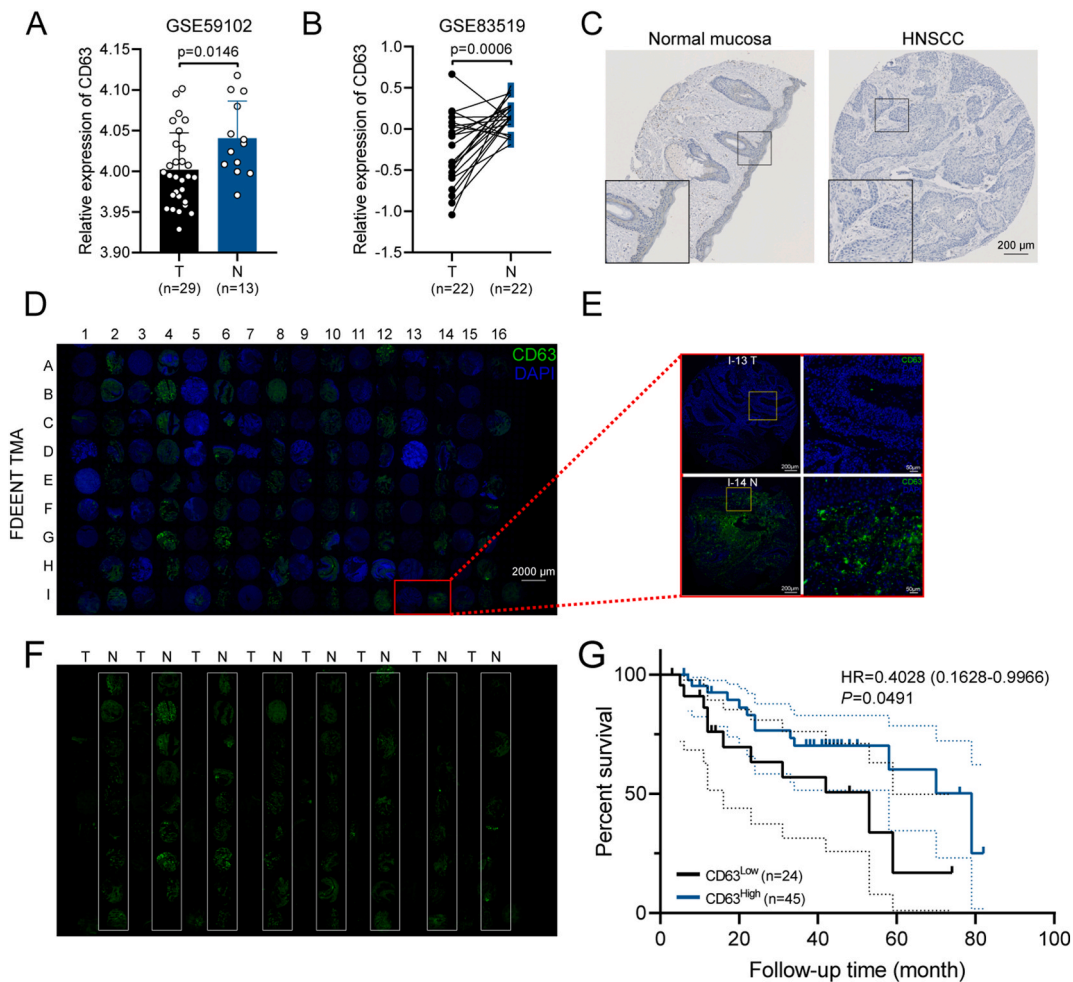 A
GSE59102
p=0.0146
Relative expression of CD63
4.15
4.10
4.05
4.00
3.95
3.90
T
N
(n=29)
(n=13)
B
GSE83519
p=0.0006
Relative expression of CD63
1.0
0.5
0.0
-0.5
-1.0
-1.5
T
N
(n=22)
(n=22)
C
Normal mucosa
HNSCC
200 μm
D
1 2 3 4 5 6 7 8 9 10 11 12 13 14 15 16
CD63
DAPI
FDEENT TMA
A
B
C
D
E
F
G
H
I
2000 μm
E
I-13 T
CD63
200μm
50μm
I-14 N
CD63
200μm
50μm
F
T N T N T N T N T N T N T N T N
G
HR=0.4028 (0.1628-0.9966)
P=0.0491
Percent survival
100
50
0
CD63Low (n=24)
CD63High (n=45)
0 20 40 60 80 100
Follow-up time (month)